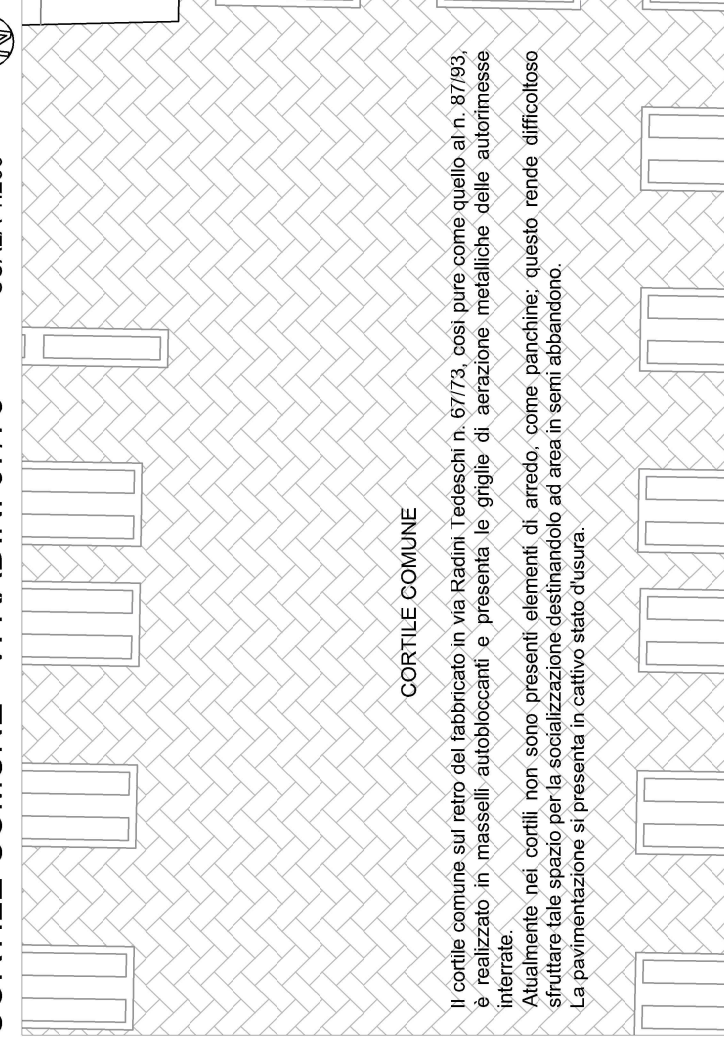 CORTILE COMUNE
Il cortile comune sul retro del fabbricato in via Radini Tedeschi n. 67/73, così pure come quello al n. 87/93,
è realizzato in masselli autobloccanti e presenta le griglie di aerazione metalliche delle autorimesse
interrate.
Atualmente nei cortili non sono presenti elementi di arredo, come panchine; questo rende difficoltoso
sfruttare tale spazio per la socializzazione destinandolo ad area in semi abbandono.
La pavimentazione si presenta in cattivo stato d'usura.